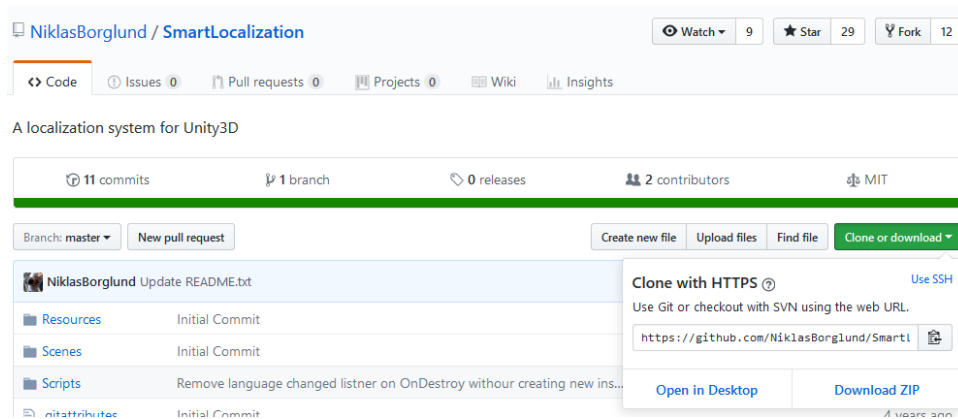 NiklasBorglund / SmartLocalization
Watch 9 Star 29 Fork 12
Code Issues 0 Pull requests 0 Projects 0 Wiki Insights
A localization system for Unity3D
11 commits 1 branch 0 releases 2 contributors MIT
Branch: master New pull request Create new file Upload files Find file Clone or download
NiklasBorglund Update README.txt
Clone with HTTPS ? Use SSH
Use Git or checkout with SVN using the web URL.
https://github.com/NiklasBorglund/SmartL
Open in Desktop Download ZIP
Resources Initial Commit
Scenes Initial Commit
Scripts Remove language changed listner on OnDestroy withour creating new ins...
.gitattributes Initial Commit 4 years ago